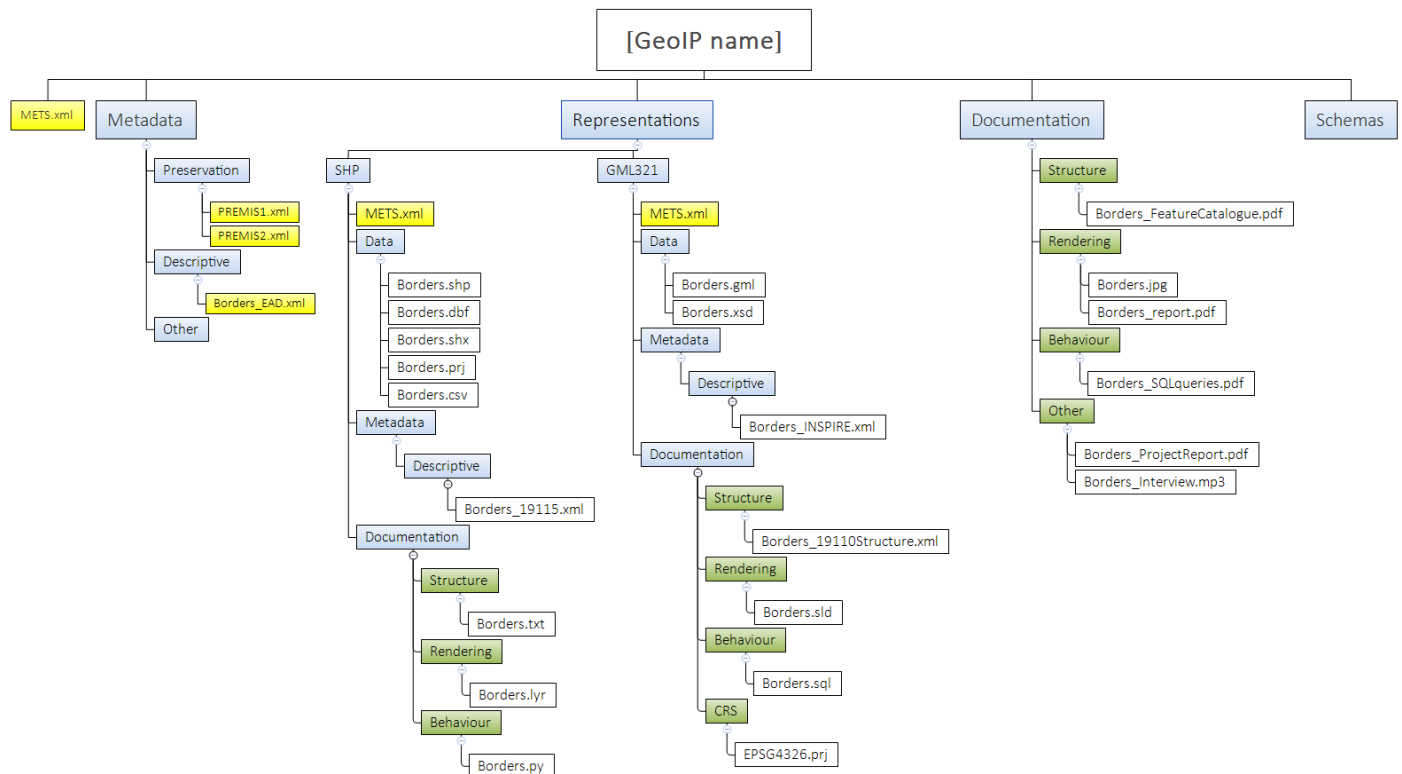 [GeoIP name]
METS.xml
Metadata
Preservation
PREMIS1.xml
PREMIS2.xml
Descriptive
Borders_EAD.xml
Other
Representations
SHP
METS.xml
Data
Borders.shp
Borders.dbf
Borders.shx
Borders.prj
Borders.csv
Metadata
Descriptive
Borders_19115.xml
Documentation
Structure
Borders.txt
Rendering
Borders.lyr
Behaviour
Borders.py
GML321
METS.xml
Data
Borders.gml
Borders.xsd
Metadata
Descriptive
Borders_INSPIRE.xml
Documentation
Structure
Borders_19110Structure.xml
Rendering
Borders.sld
Behaviour
Borders.sql
CRS
EPSG4326.prj
Documentation
Structure
Borders_FeatureCatalogue.pdf
Rendering
Borders.jpg
Borders_report.pdf
Behaviour
Borders_SQLqueries.pdf
Other
Borders_ProjectReport.pdf
Borders_Interview.mp3
Schemas